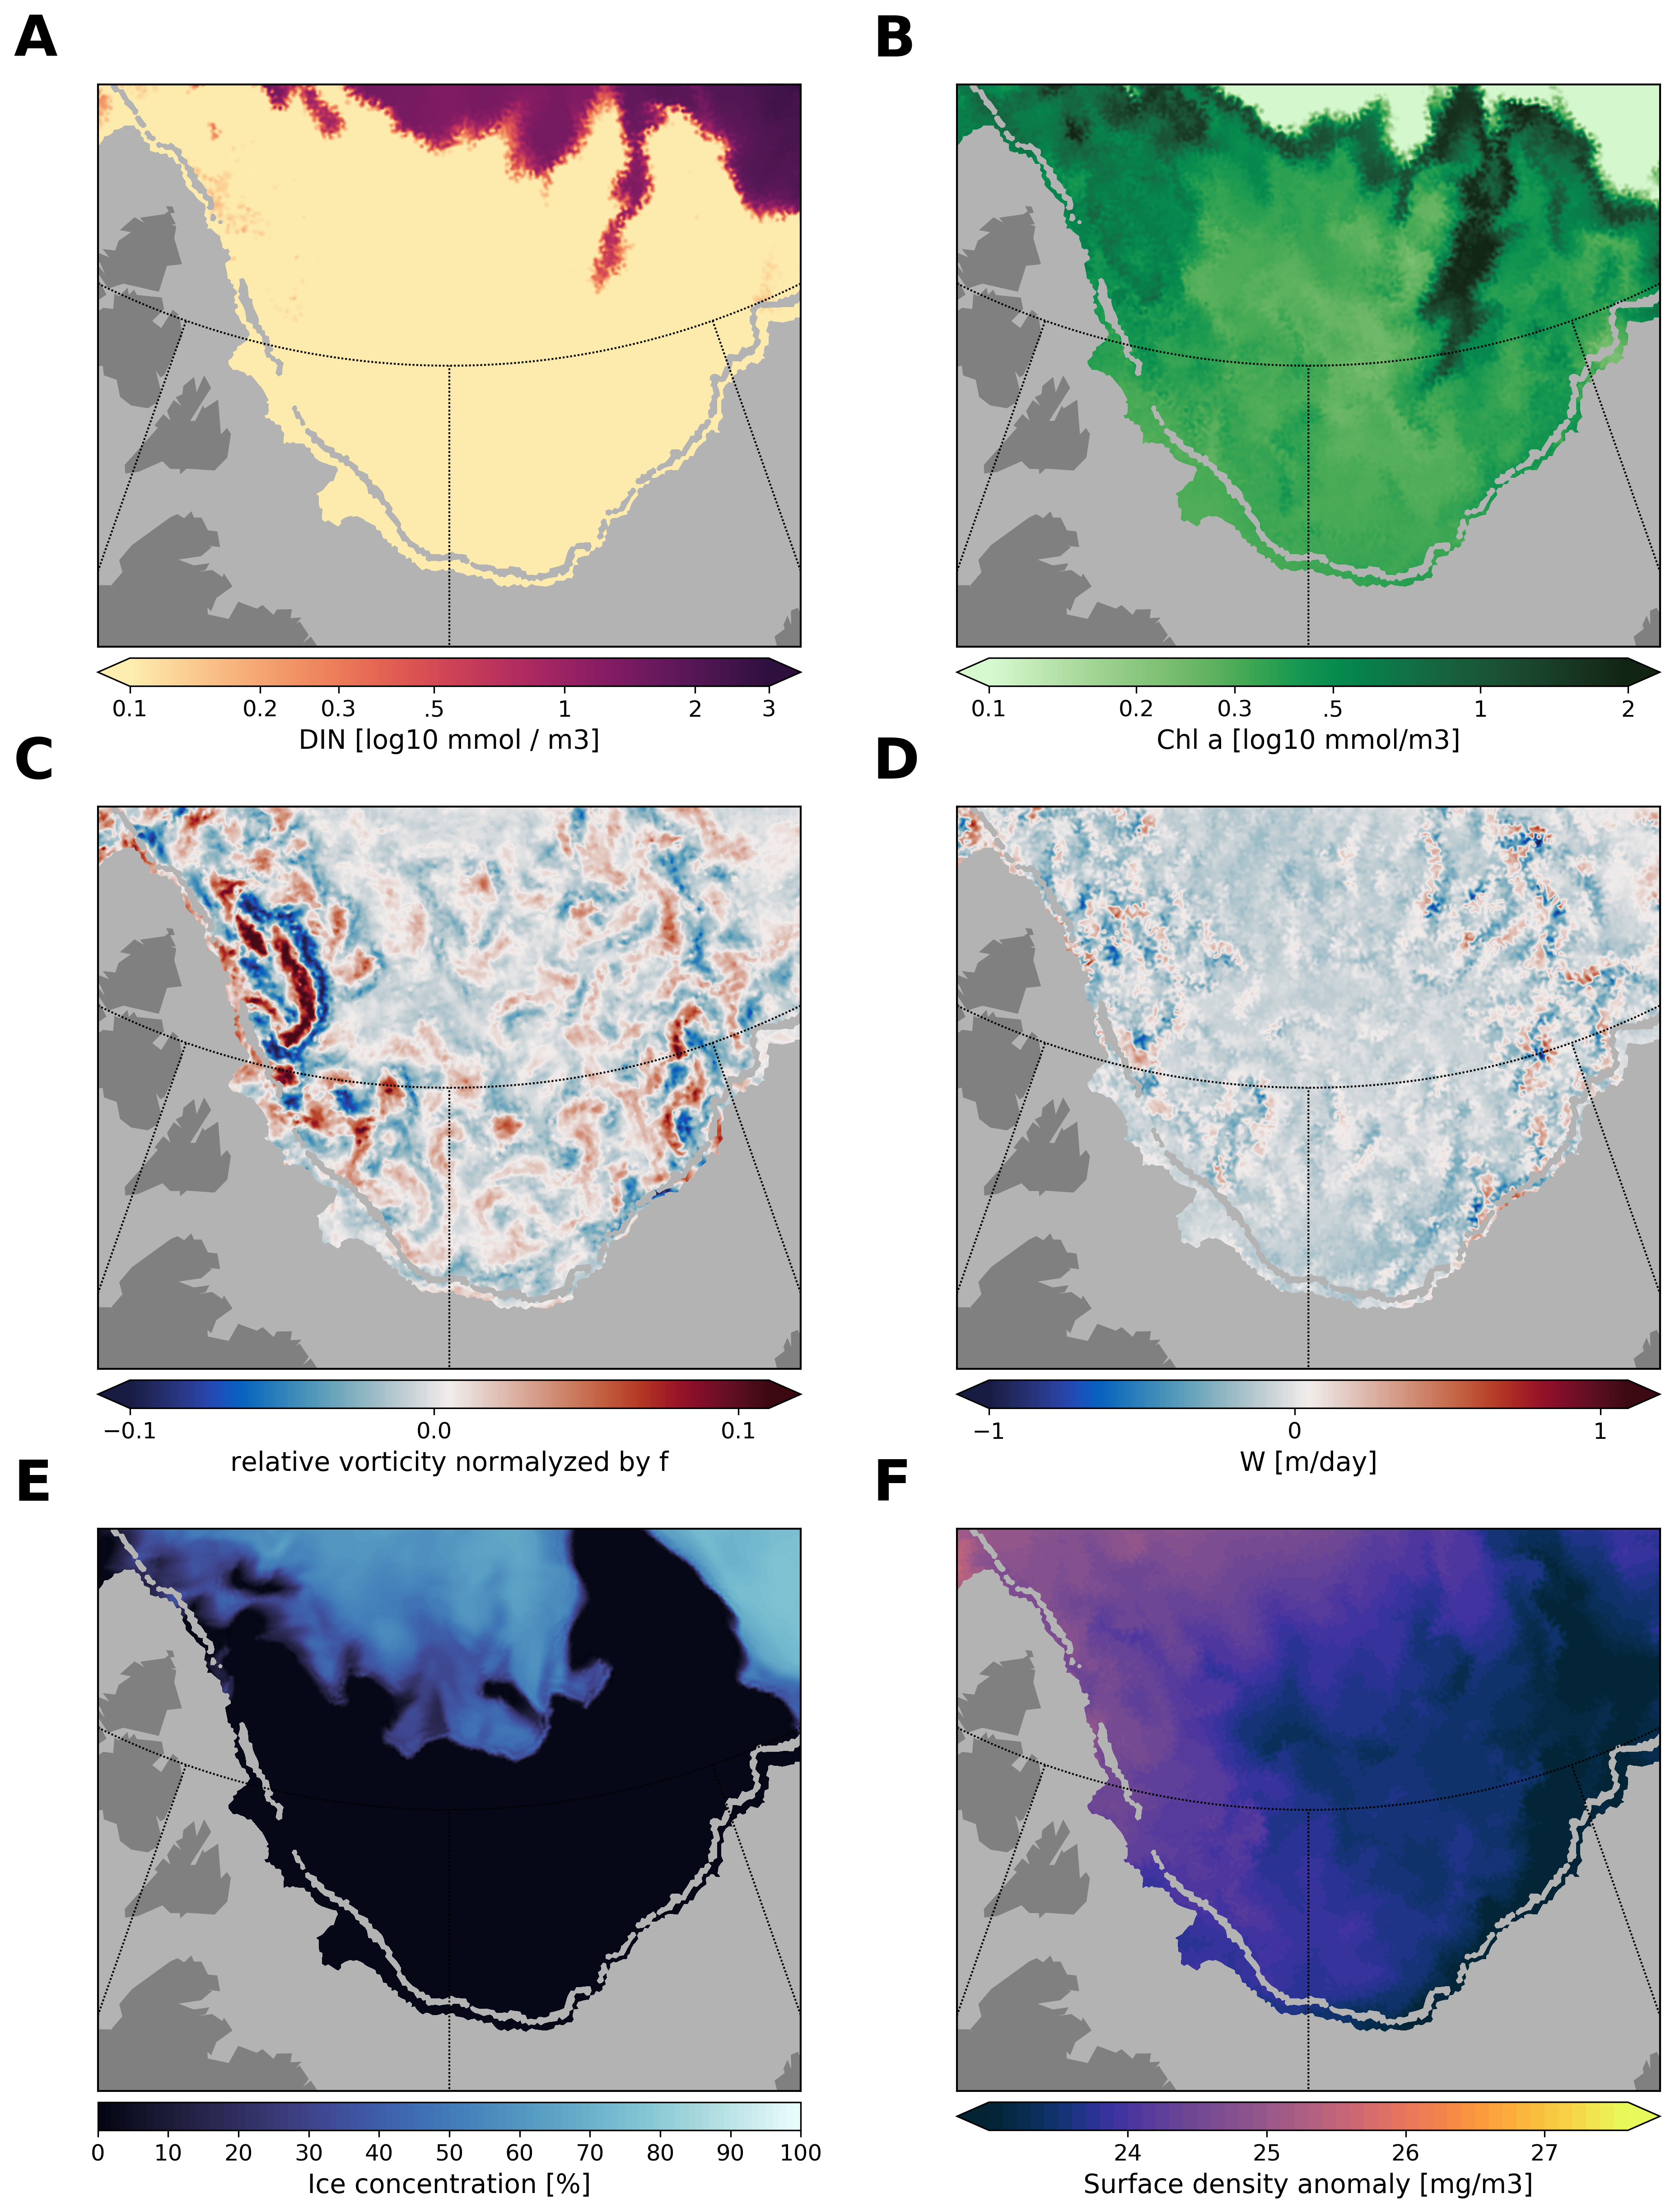 A
B
0.1 0.2 0.3 .5 1 2 3
DIN [log10 mmol / m3]
0.1 0.2 0.3 .5 1 2
Chl a [log10 mmol/m3]
C
D
−0.1 0.0 0.1
relative vorticity normalyzed by f
−1 0 1
W [m/day]
E
F
0 10 20 30 40 50 60 70 80 90 100
Ice concentration [%]
24 25 26 27
Surface density anomaly [mg/m3]